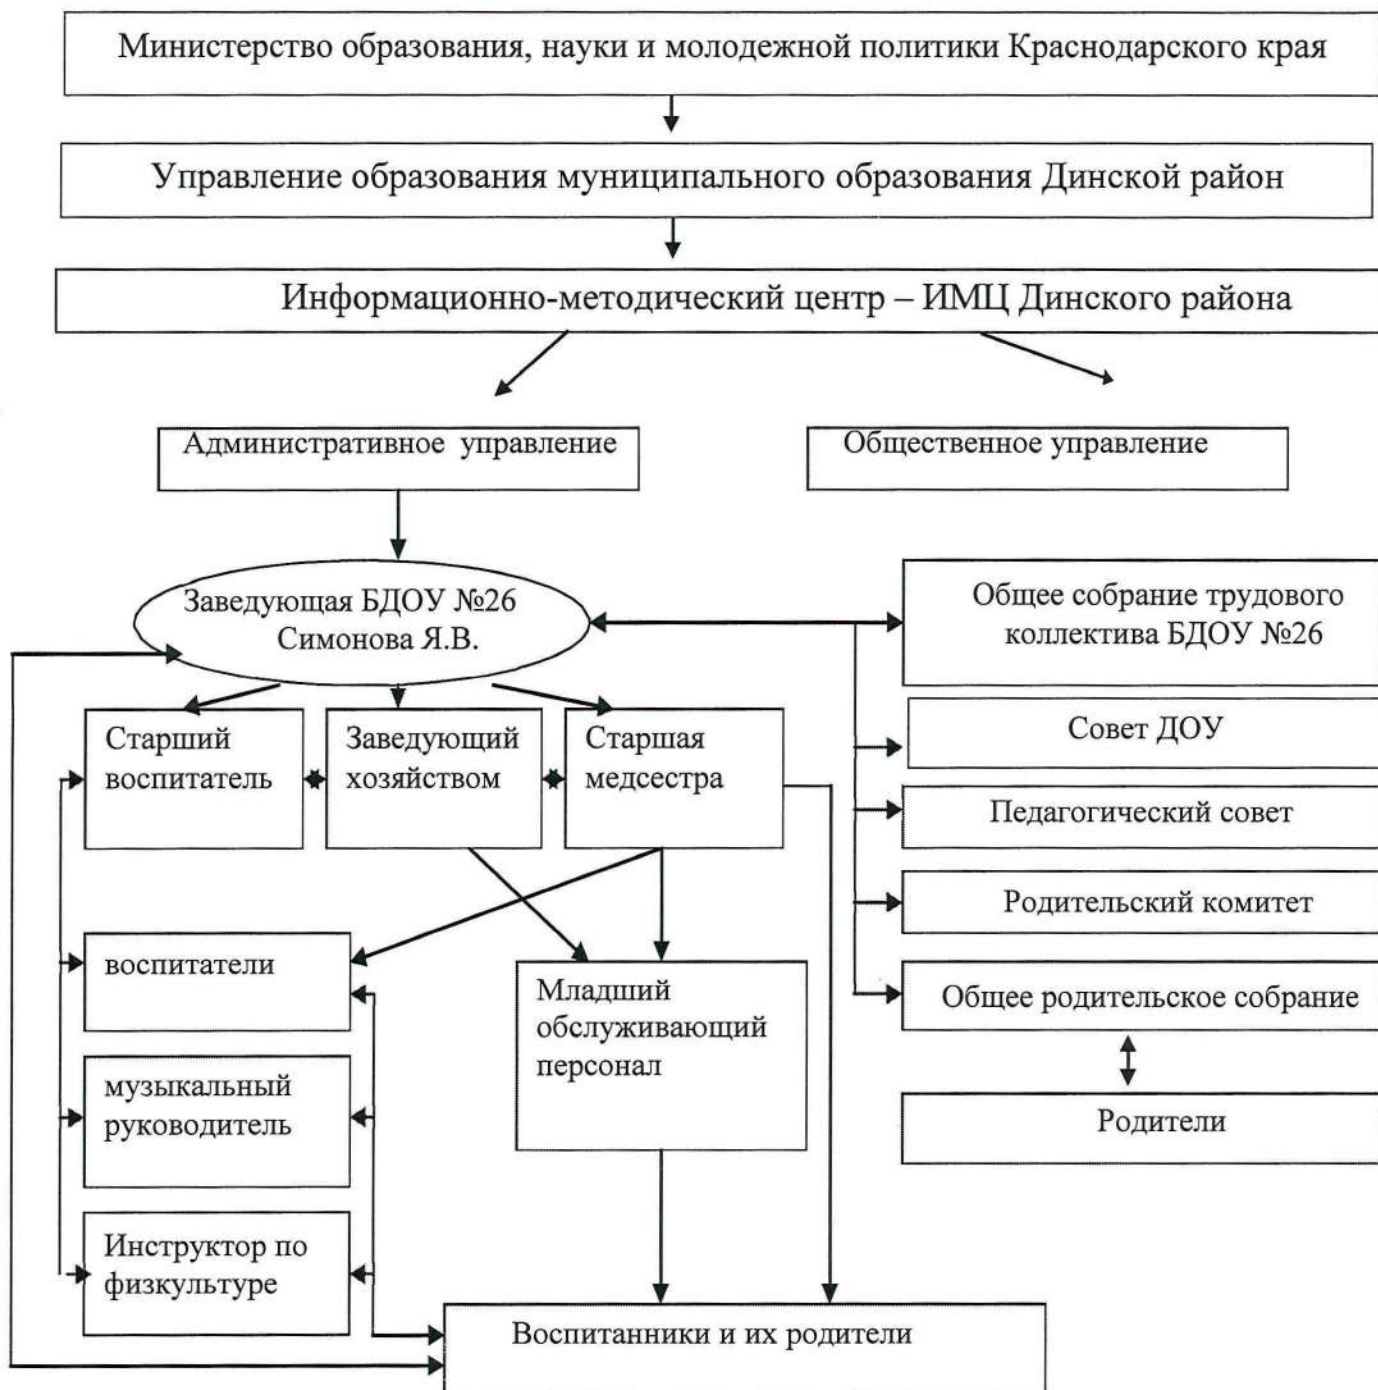 Министерство образования, науки и молодежной политики Краснодарского края
Управление образования муниципального образования Динской район
Информационно-методический центр – ИМЦ Динского района
Административное управление
Общественное управление
Заведующая БДОУ №26
Симонова Я.В.
Общее собрание трудового
коллектива БДОУ №26
Старший
воспитатель
Заведующий
хозяйством
Старшая
медсестра
Совет ДОУ
Педагогический совет
Родительский комитет
воспитатели
Младший
обслуживающий
персонал
Общее родительское собрание
музыкальный
руководитель
Родители
Инструктор по
физкультуре
Воспитанники и их родители